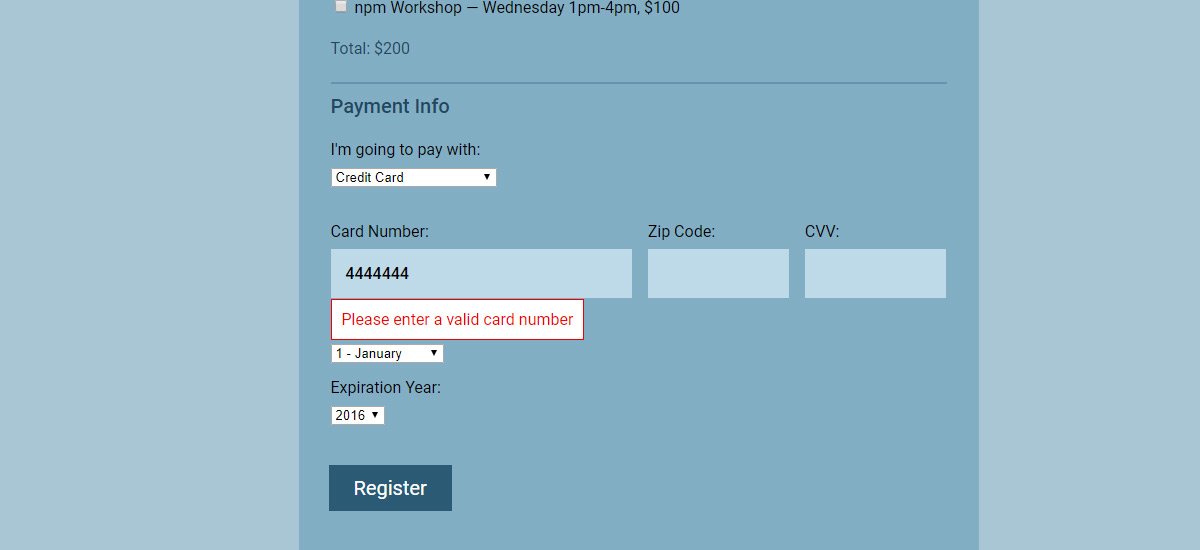 npm Workshop — Wednesday 1pm-4pm, $100
Total: $200
Payment Info
I'm going to pay with:
Credit Card
Card Number: Zip Code: CVV:
4444444
Please enter a valid card number
1 - January
Expiration Year:
2016
Register